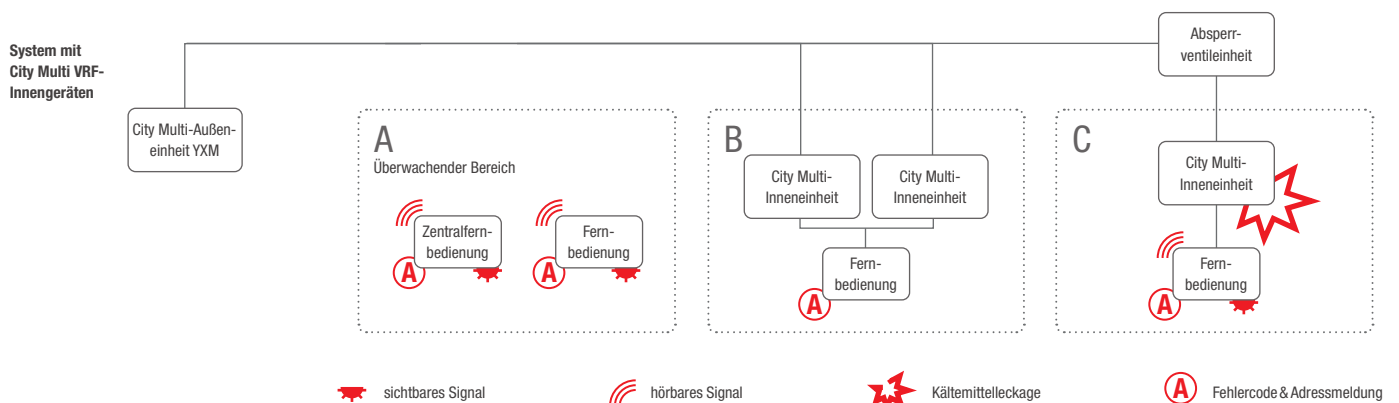 System mit
City Multi VRF-
Innengeräten
City Multi-Außen-
einheit YXM
Absperr-
ventileinheit
A
Überwachender Bereich
Zentralfern-
bedienung
A
Fern-
bedienung
A
B
City Multi-
Inneneinheit
City Multi-
Inneneinheit
Fern-
bedienung
A
C
City Multi-
Inneneinheit
Fern-
bedienung
A
sichtbares Signal
hörbares Signal
Kältemittelleckage
A
Fehlercode & Adressmeldung